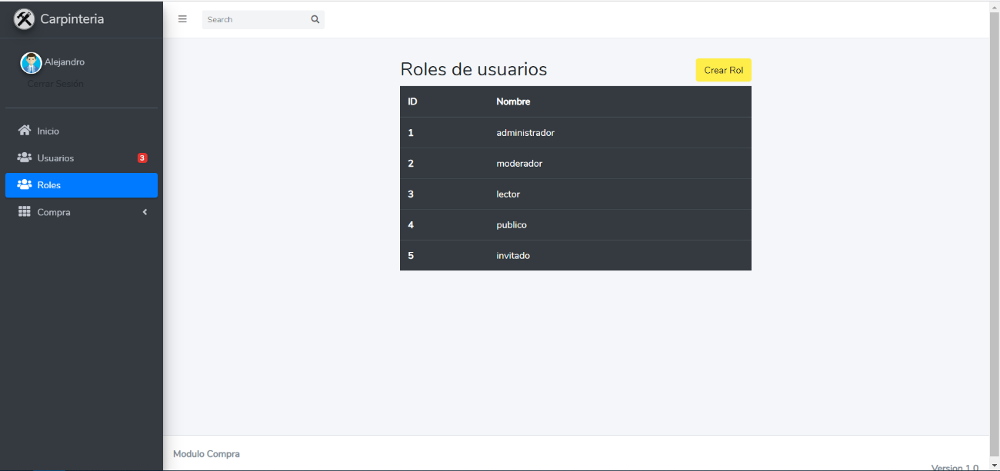 Carpinteria
Search
Alejandro
Cerrar Sesión
Inicio
Usuarios 3
Roles
Compra
Roles de usuarios
Crear Rol
ID Nombre
1 administrador
2 moderador
3 lector
4 publico
5 invitado
Modulo Compra
Version 1.0